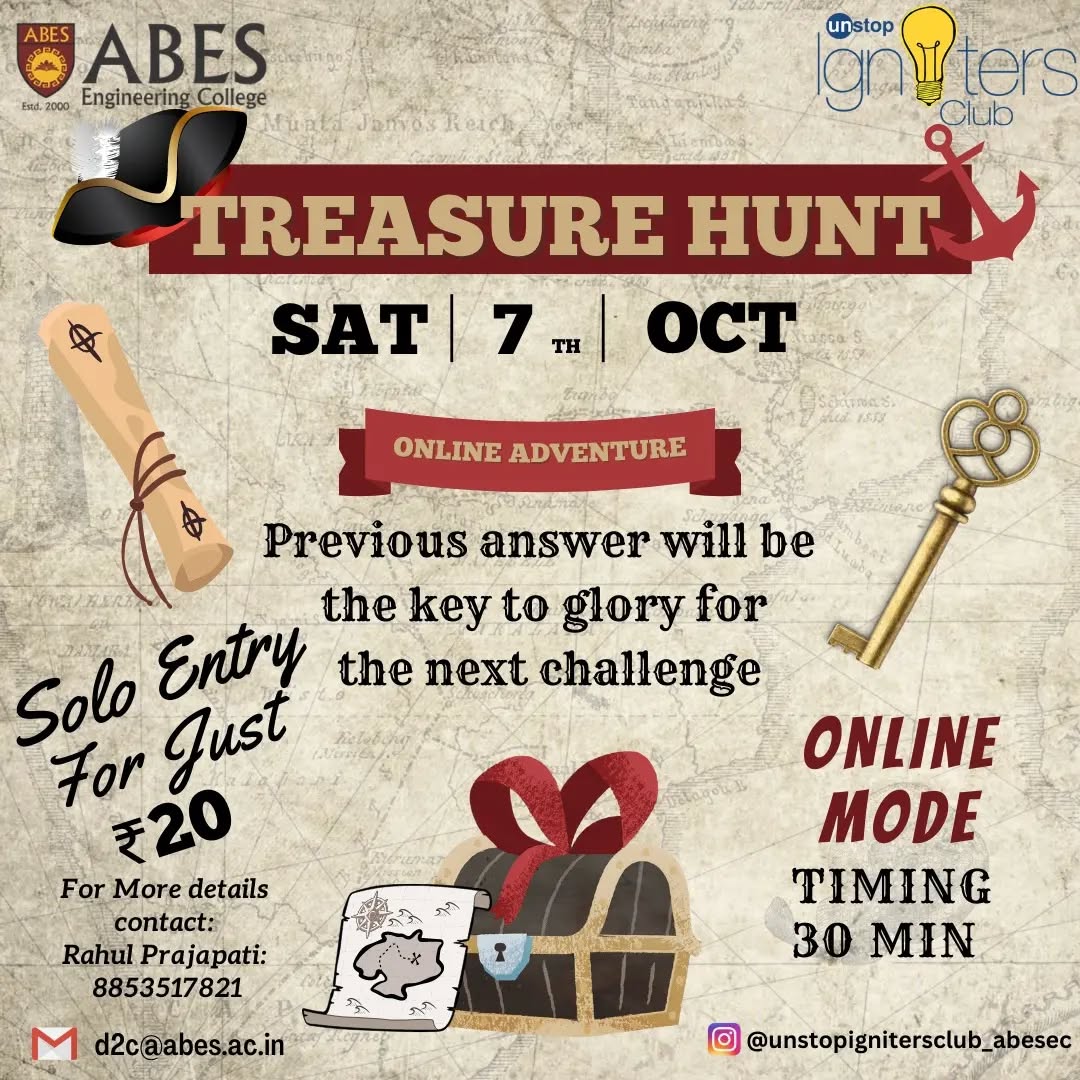 ABES
Estd. 2000
ABES
Engineering College
unstop
Igniters
Club
TREASURE HUNT
SAT | 7 TH | OCT
ONLINE ADVENTURE
Previous answer will be
the key to glory for
the next challenge
Solo Entry
For Just
₹20
For More details
contact:
Rahul Prajapati:
8853517821
d2c@abes.ac.in
ONLINE
MODE
TIMING
30 MIN
@unstopignitersclub_abesec